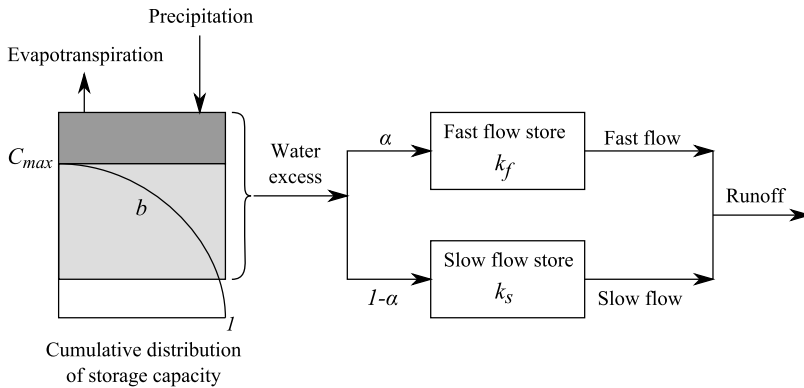 Precipitation
Evapotranspiration
C_max
b
1
Cumulative distribution
of storage capacity
Water
excess
α
1-α
Fast flow store
k_f
Slow flow store
k_s
Fast flow
Slow flow
Runoff